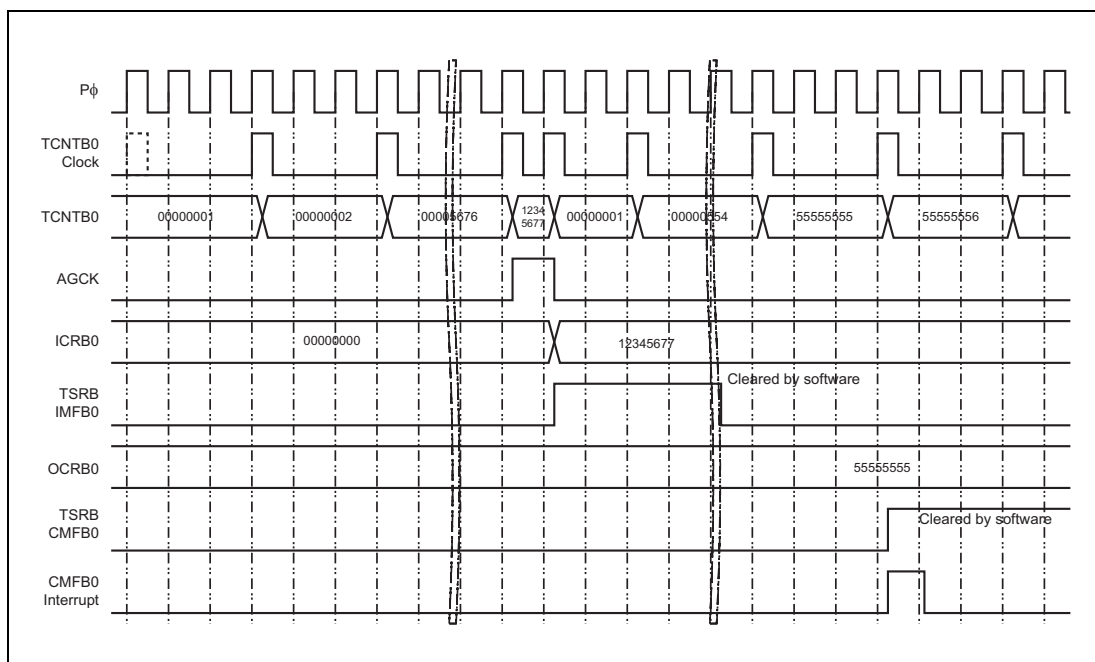 Pϕ
TCNTB0
Clock
TCNTB0
00000001
00000002
00005676
1234
5677
00000001
55555555
55555556
AGCK
ICRB0
00000000
12345677
TSRB
IMFB0
Cleared by software
OCRB0
55555555
TSRB
CMFB0
Cleared by software
CMFB0
Interrupt